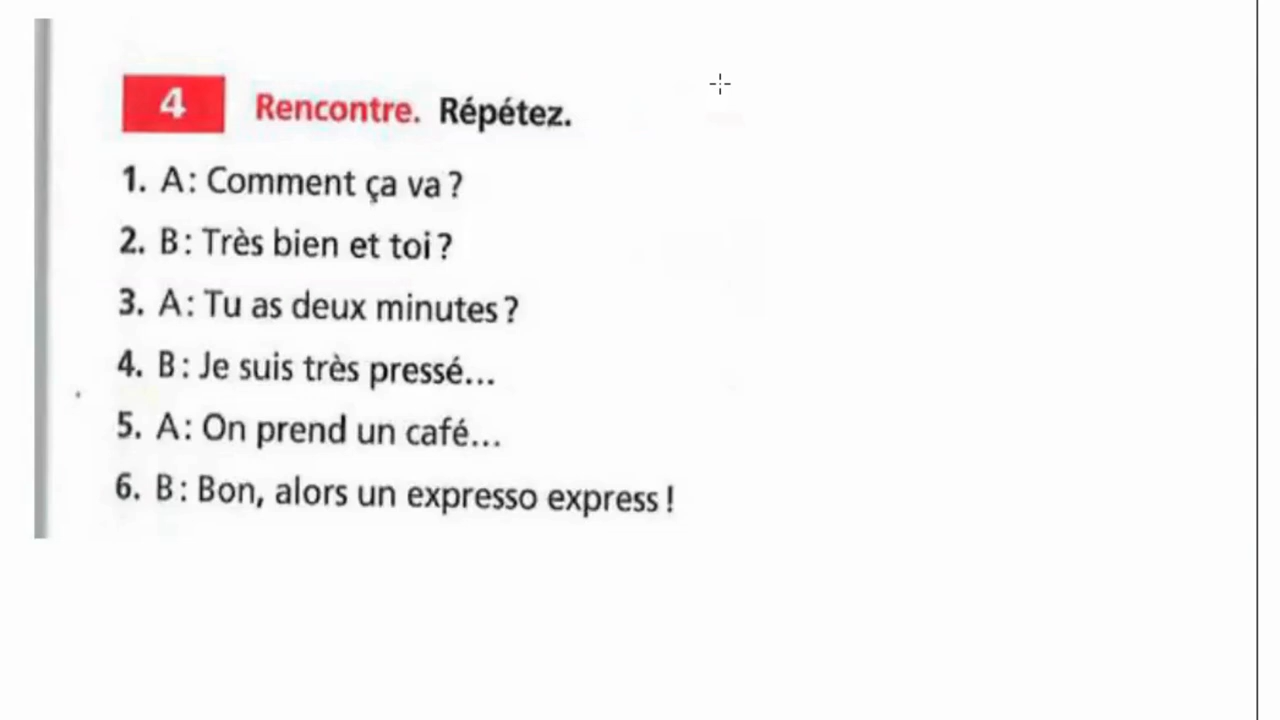 4 Rencontre. Répétez.
1. A : Comment ça va ?
2. B : Très bien et toi ?
3. A : Tu as deux minutes ?
4. B : Je suis très pressé...
5. A : On prend un café...
6. B : Bon, alors un expresso express !